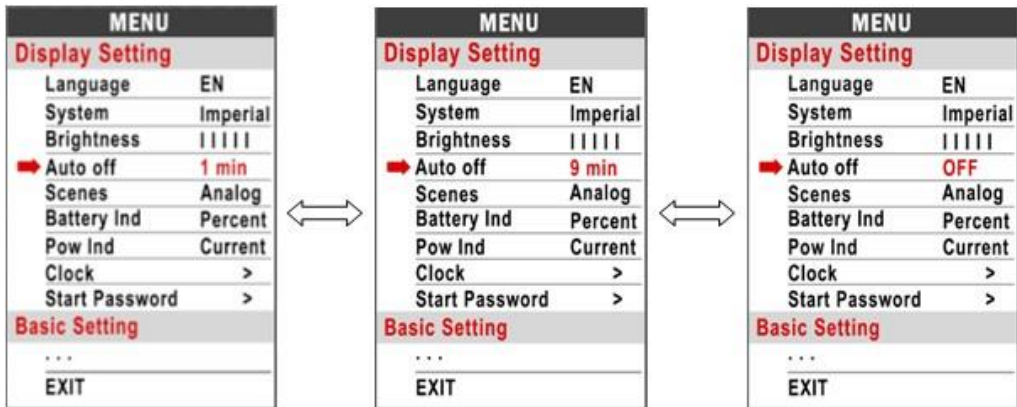 MENU
Display Setting
Language EN
System Imperial
Brightness | | | | |
Auto off 1 min
Scenes Analog
Battery Ind Percent
Pow Ind Current
Clock >
Start Password >
Basic Setting
. . .
EXIT
MENU
Display Setting
Language EN
System Imperial
Brightness | | | | |
Auto off 9 min
Scenes Analog
Battery Ind Percent
Pow Ind Current
Clock >
Start Password >
Basic Setting
. . .
EXIT
MENU
Display Setting
Language EN
System Imperial
Brightness | | | | |
Auto off OFF
Scenes Analog
Battery Ind Percent
Pow Ind Current
Clock >
Start Password >
Basic Setting
. . .
EXIT